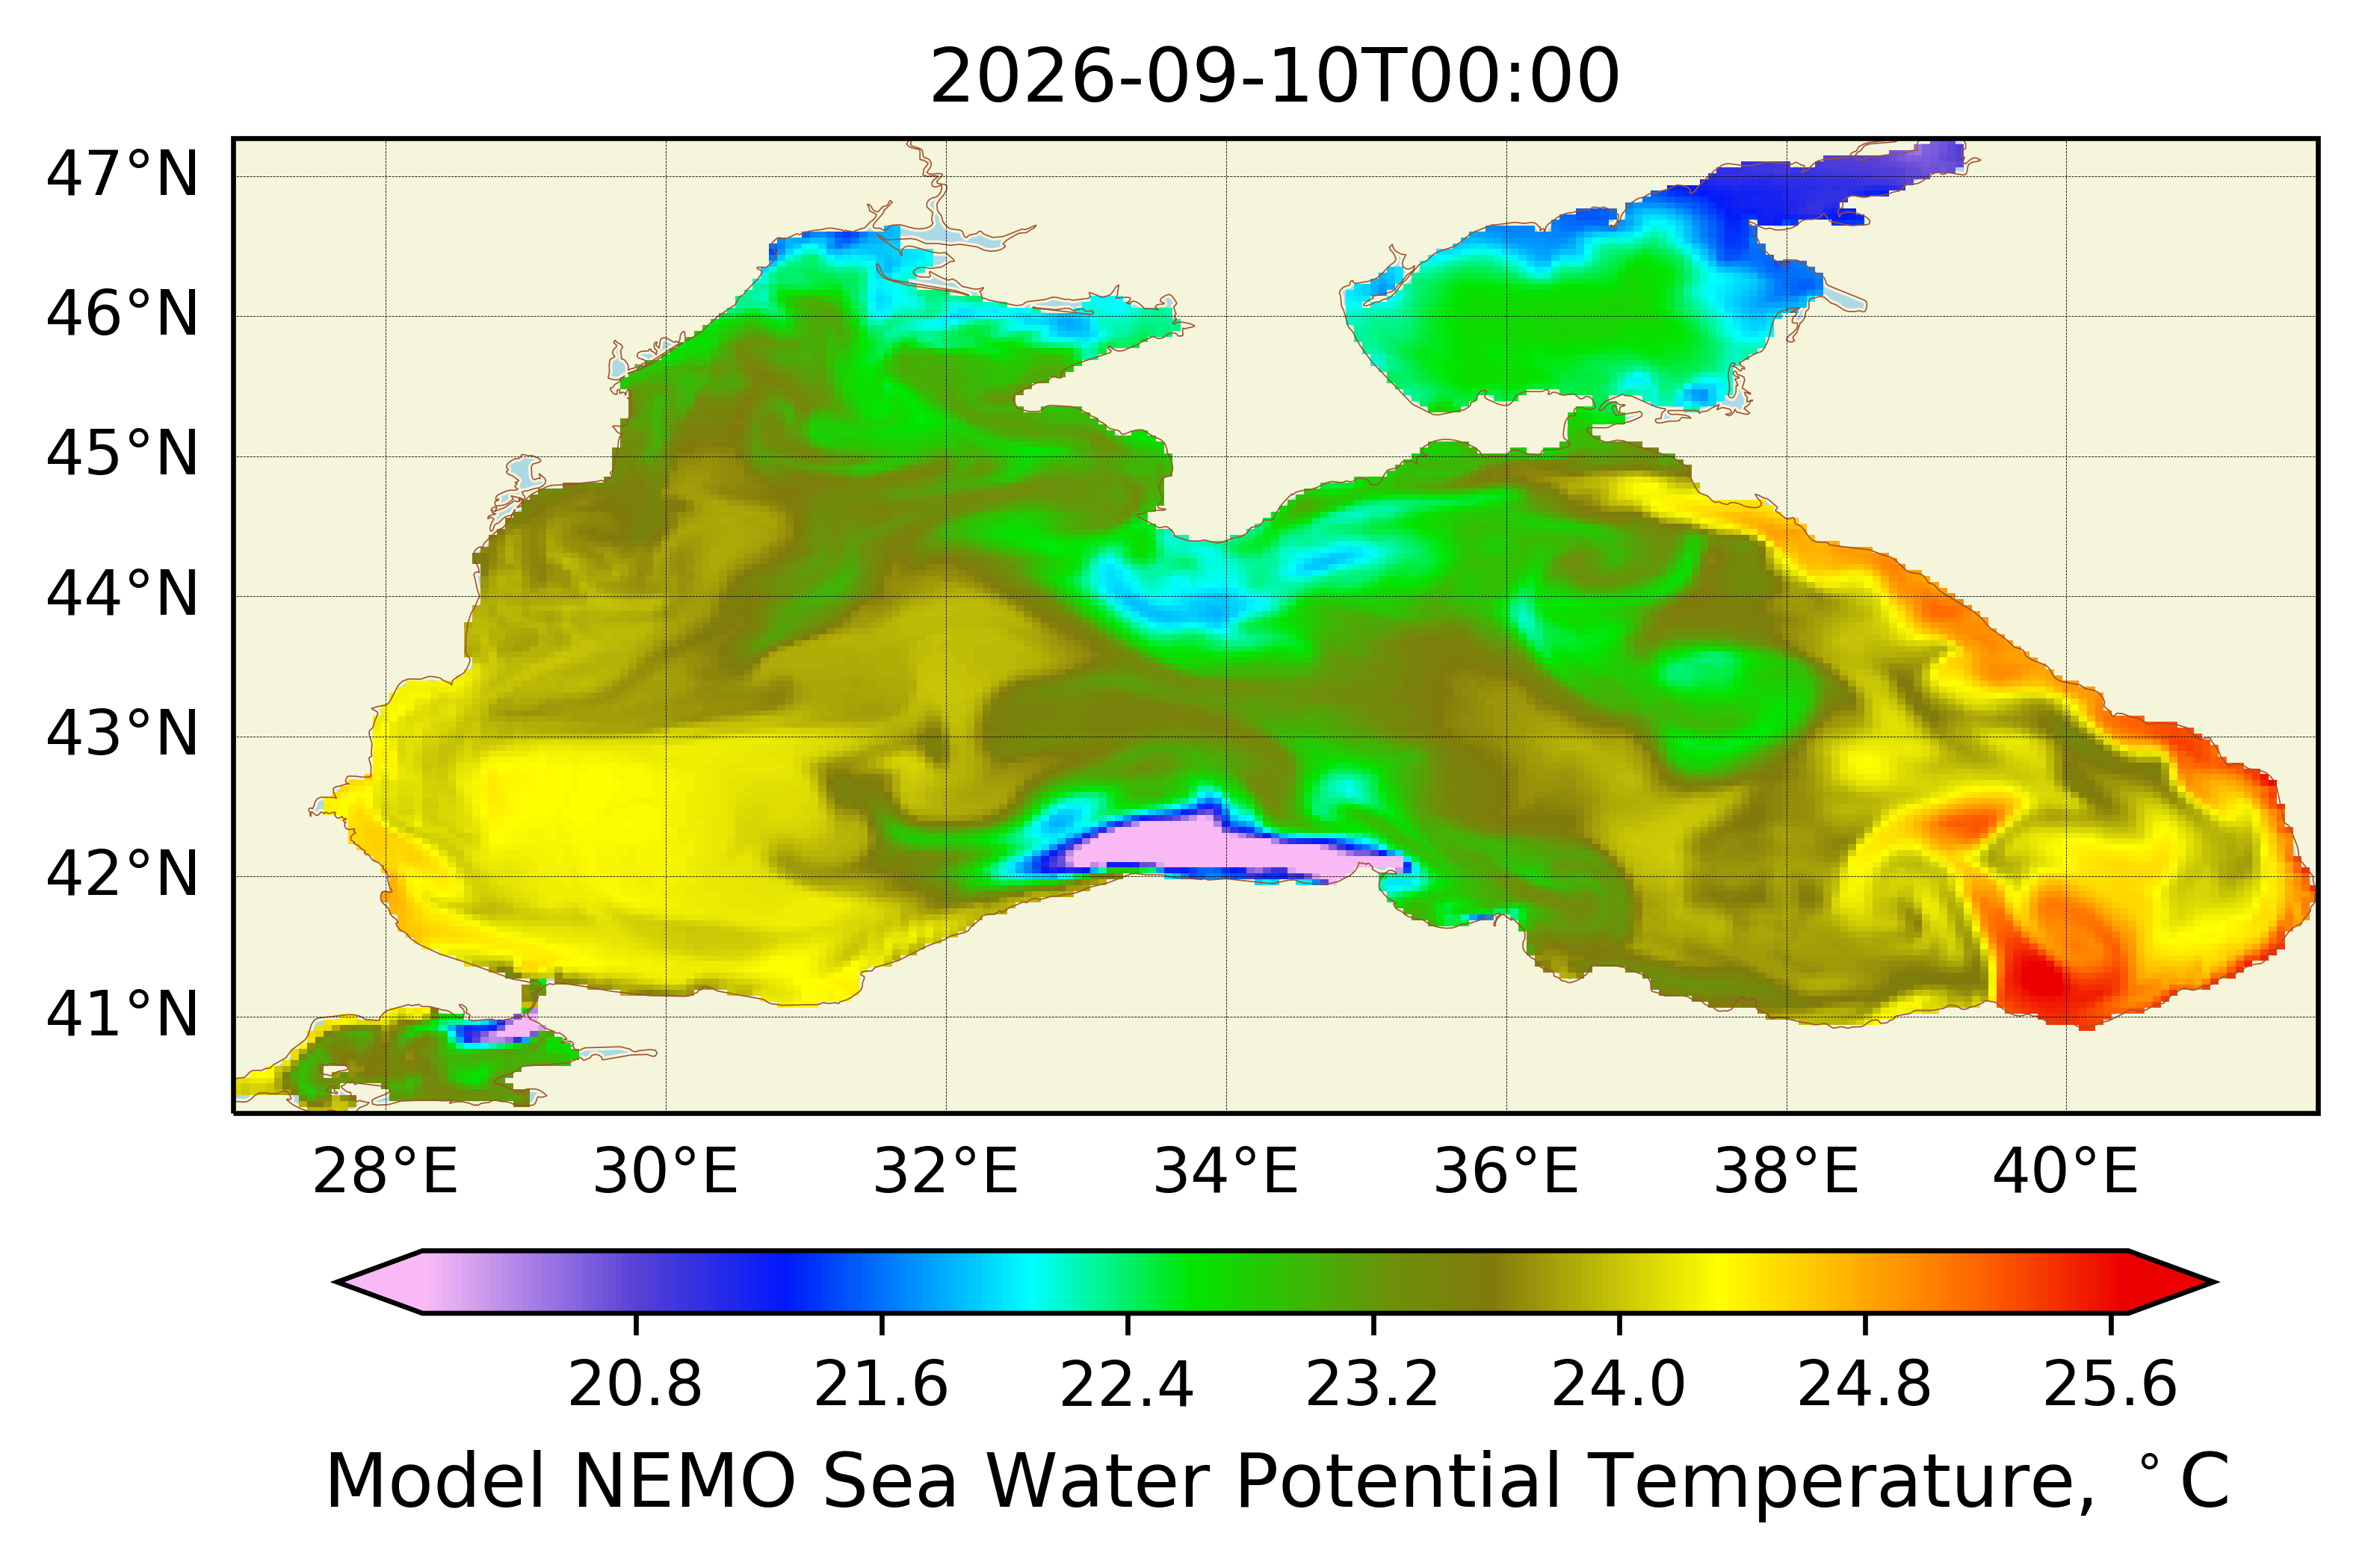 2026-09-10T00:00
47°N
46°N
45°N
44°N
43°N
42°N
41°N
28°E 30°E 32°E 34°E 36°E 38°E 40°E
20.8 21.6 22.4 23.2 24.0 24.8 25.6
Model NEMO Sea Water Potential Temperature, °C